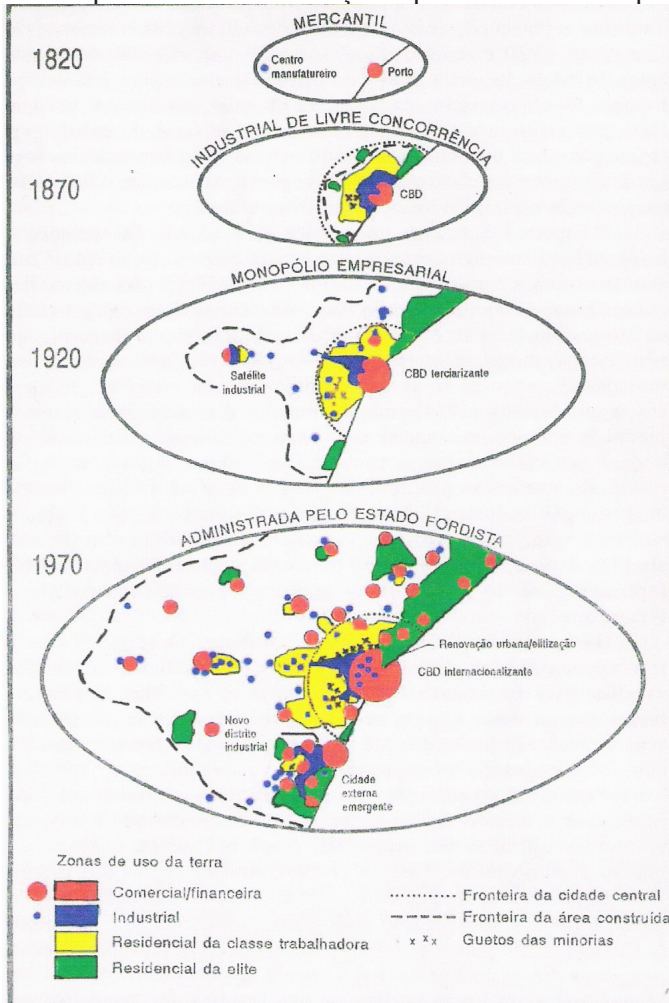 MERCANTIL
1820
Centro
manufatureiro
Porto
INDUSTRIAL DE LIVRE CONCORRÊNCIA
1870
CBD
MONOPÓLIO EMPRESARIAL
1920
Satélite
industrial
CBD terciarizante
ADMINISTRADA PELO ESTADO FORDISTA
1970
Renovação urbana/elitização
CBD internacionalizante
Novo
distrito
industrial
Cidade
externa
emergente
Zonas de uso da terra
Comercial/financeira
Industrial
Residencial da classe trabalhadora
Residencial da elite
Fronteira da cidade central
Fronteira da área construída
x x x Guetos das minorias